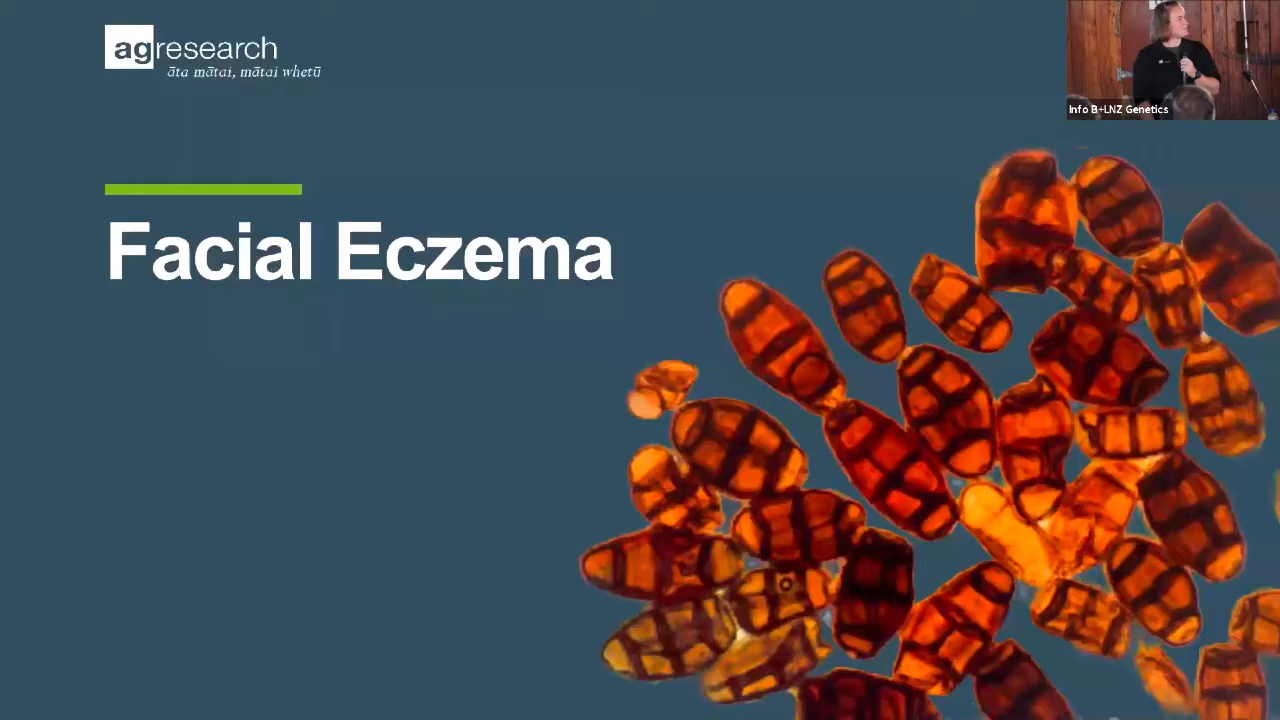 agresearch
āta mātai, mātai whetū
Info B+LNZ Genetics
Facial Eczema